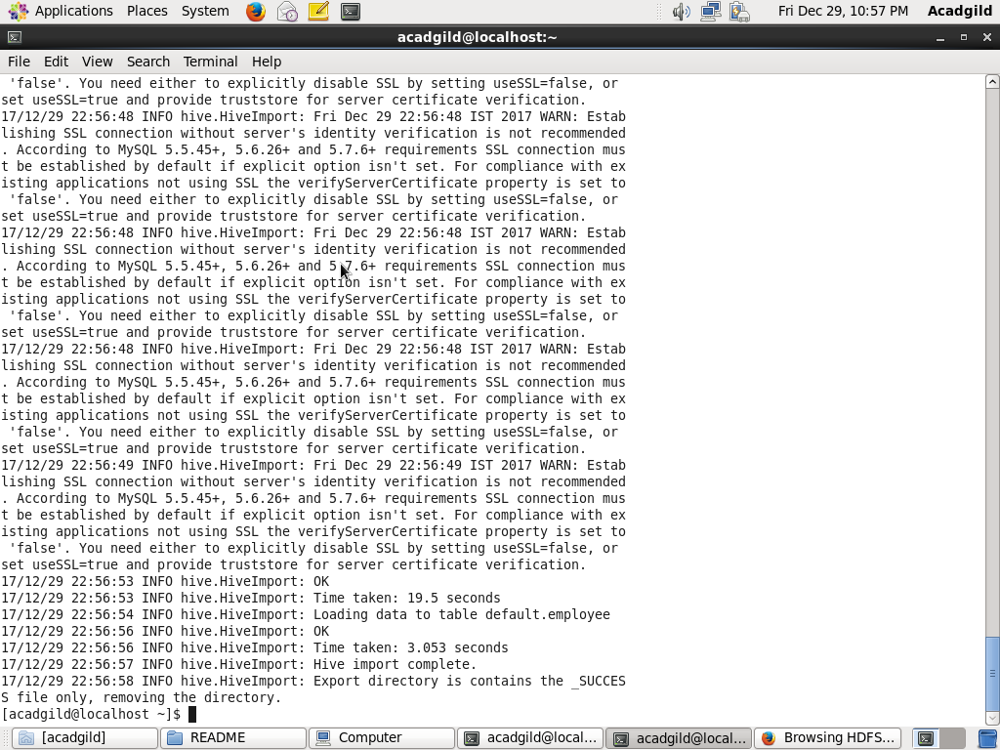 Applications Places System Fri Dec 29, 10:57 PM Acadgild
acadgild@localhost:~
File Edit View Search Terminal Help
 'false'. You need either to explicitly disable SSL by setting useSSL=false, or
set useSSL=true and provide truststore for server certificate verification.
17/12/29 22:56:48 INFO hive.HiveImport: Fri Dec 29 22:56:48 IST 2017 WARN: Estab
lishing SSL connection without server's identity verification is not recommended
. According to MySQL 5.5.45+, 5.6.26+ and 5.7.6+ requirements SSL connection mus
t be established by default if explicit option isn't set. For compliance with ex
isting applications not using SSL the verifyServerCertificate property is set to
 'false'. You need either to explicitly disable SSL by setting useSSL=false, or
set useSSL=true and provide truststore for server certificate verification.
17/12/29 22:56:48 INFO hive.HiveImport: Fri Dec 29 22:56:48 IST 2017 WARN: Estab
lishing SSL connection without server's identity verification is not recommended
. According to MySQL 5.5.45+, 5.6.26+ and 5.7.6+ requirements SSL connection mus
t be established by default if explicit option isn't set. For compliance with ex
isting applications not using SSL the verifyServerCertificate property is set to
 'false'. You need either to explicitly disable SSL by setting useSSL=false, or
set useSSL=true and provide truststore for server certificate verification.
17/12/29 22:56:48 INFO hive.HiveImport: Fri Dec 29 22:56:48 IST 2017 WARN: Estab
lishing SSL connection without server's identity verification is not recommended
. According to MySQL 5.5.45+, 5.6.26+ and 5.7.6+ requirements SSL connection mus
t be established by default if explicit option isn't set. For compliance with ex
isting applications not using SSL the verifyServerCertificate property is set to
 'false'. You need either to explicitly disable SSL by setting useSSL=false, or
set useSSL=true and provide truststore for server certificate verification.
17/12/29 22:56:49 INFO hive.HiveImport: Fri Dec 29 22:56:49 IST 2017 WARN: Estab
lishing SSL connection without server's identity verification is not recommended
. According to MySQL 5.5.45+, 5.6.26+ and 5.7.6+ requirements SSL connection mus
t be established by default if explicit option isn't set. For compliance with ex
isting applications not using SSL the verifyServerCertificate property is set to
 'false'. You need either to explicitly disable SSL by setting useSSL=false, or
set useSSL=true and provide truststore for server certificate verification.
17/12/29 22:56:53 INFO hive.HiveImport: OK
17/12/29 22:56:53 INFO hive.HiveImport: Time taken: 19.5 seconds
17/12/29 22:56:54 INFO hive.HiveImport: Loading data to table default.employee
17/12/29 22:56:56 INFO hive.HiveImport: OK
17/12/29 22:56:56 INFO hive.HiveImport: Time taken: 3.053 seconds
17/12/29 22:56:57 INFO hive.HiveImport: Hive import complete.
17/12/29 22:56:58 INFO hive.HiveImport: Export directory is contains the _SUCCES
S file only, removing the directory.
[acadgild@localhost ~]$
[acadgild] README Computer acadgild@local... acadgild@local... Browsing HDFS...